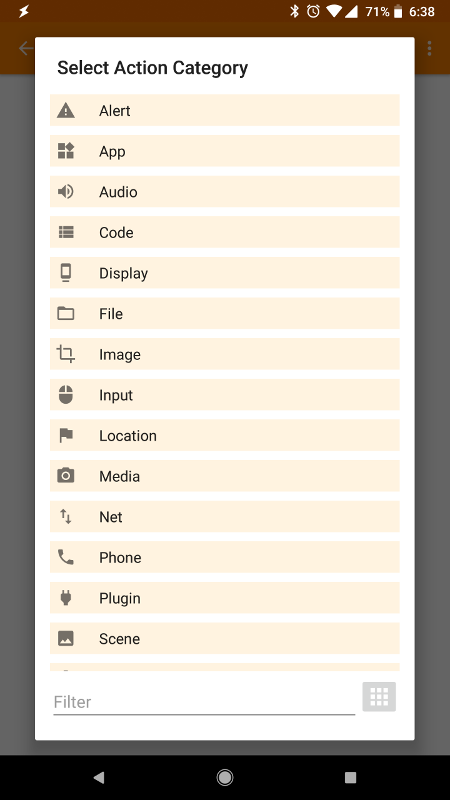 71% 6:38
Select Action Category
Alert
App
Audio
Code
Display
File
Image
Input
Location
Media
Net
Phone
Plugin
Scene
Filter